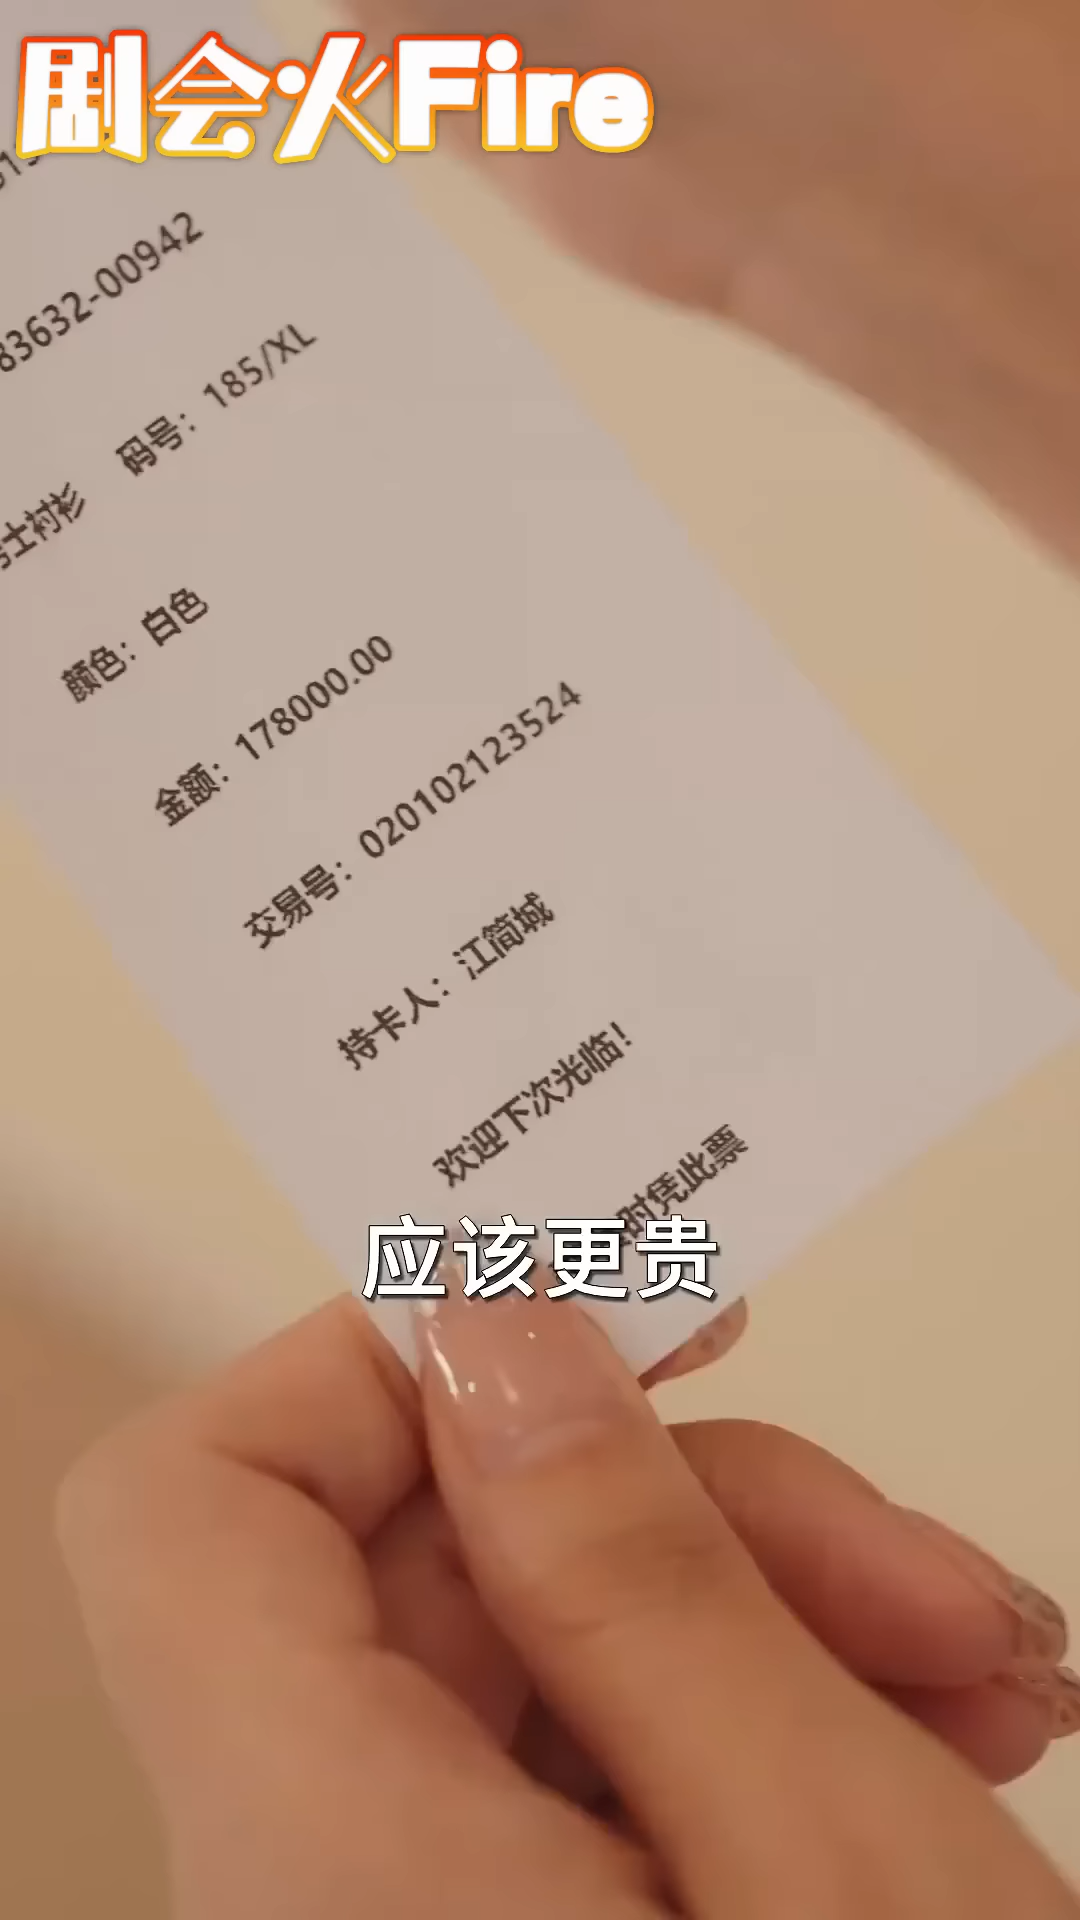 剧会火Fire
83632-00942
士衬衫 码号：185/XL
颜色：白色
金额：178000.00
交易号：020102123524
持卡人：江简城
欢迎下次光临！
时凭此票
应该更贵